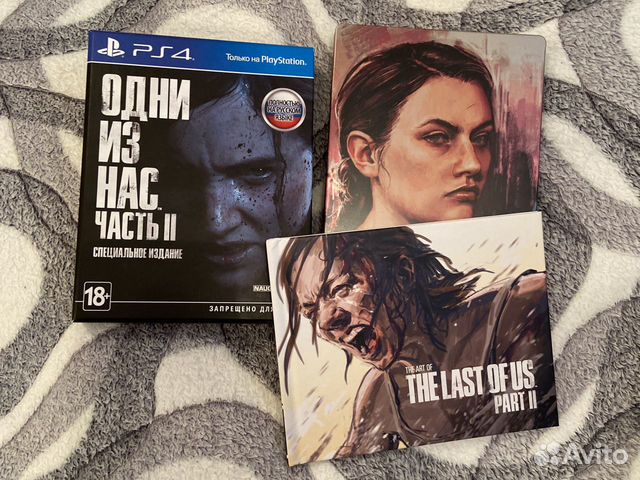 PS4
Только на PlayStation.
ОДНИ
ИЗ
НАС
ЧАСТЬ II
СПЕЦИАЛЬНОЕ ИЗДАНИЕ
ПОЛНОСТЬЮ
НА РУССКОМ
ЯЗЫКЕ!
18+
NAUG
ЗАПРЕЩЕНО ДЛЯ
THE ART OF
THE LAST OF US
PART II
Avito